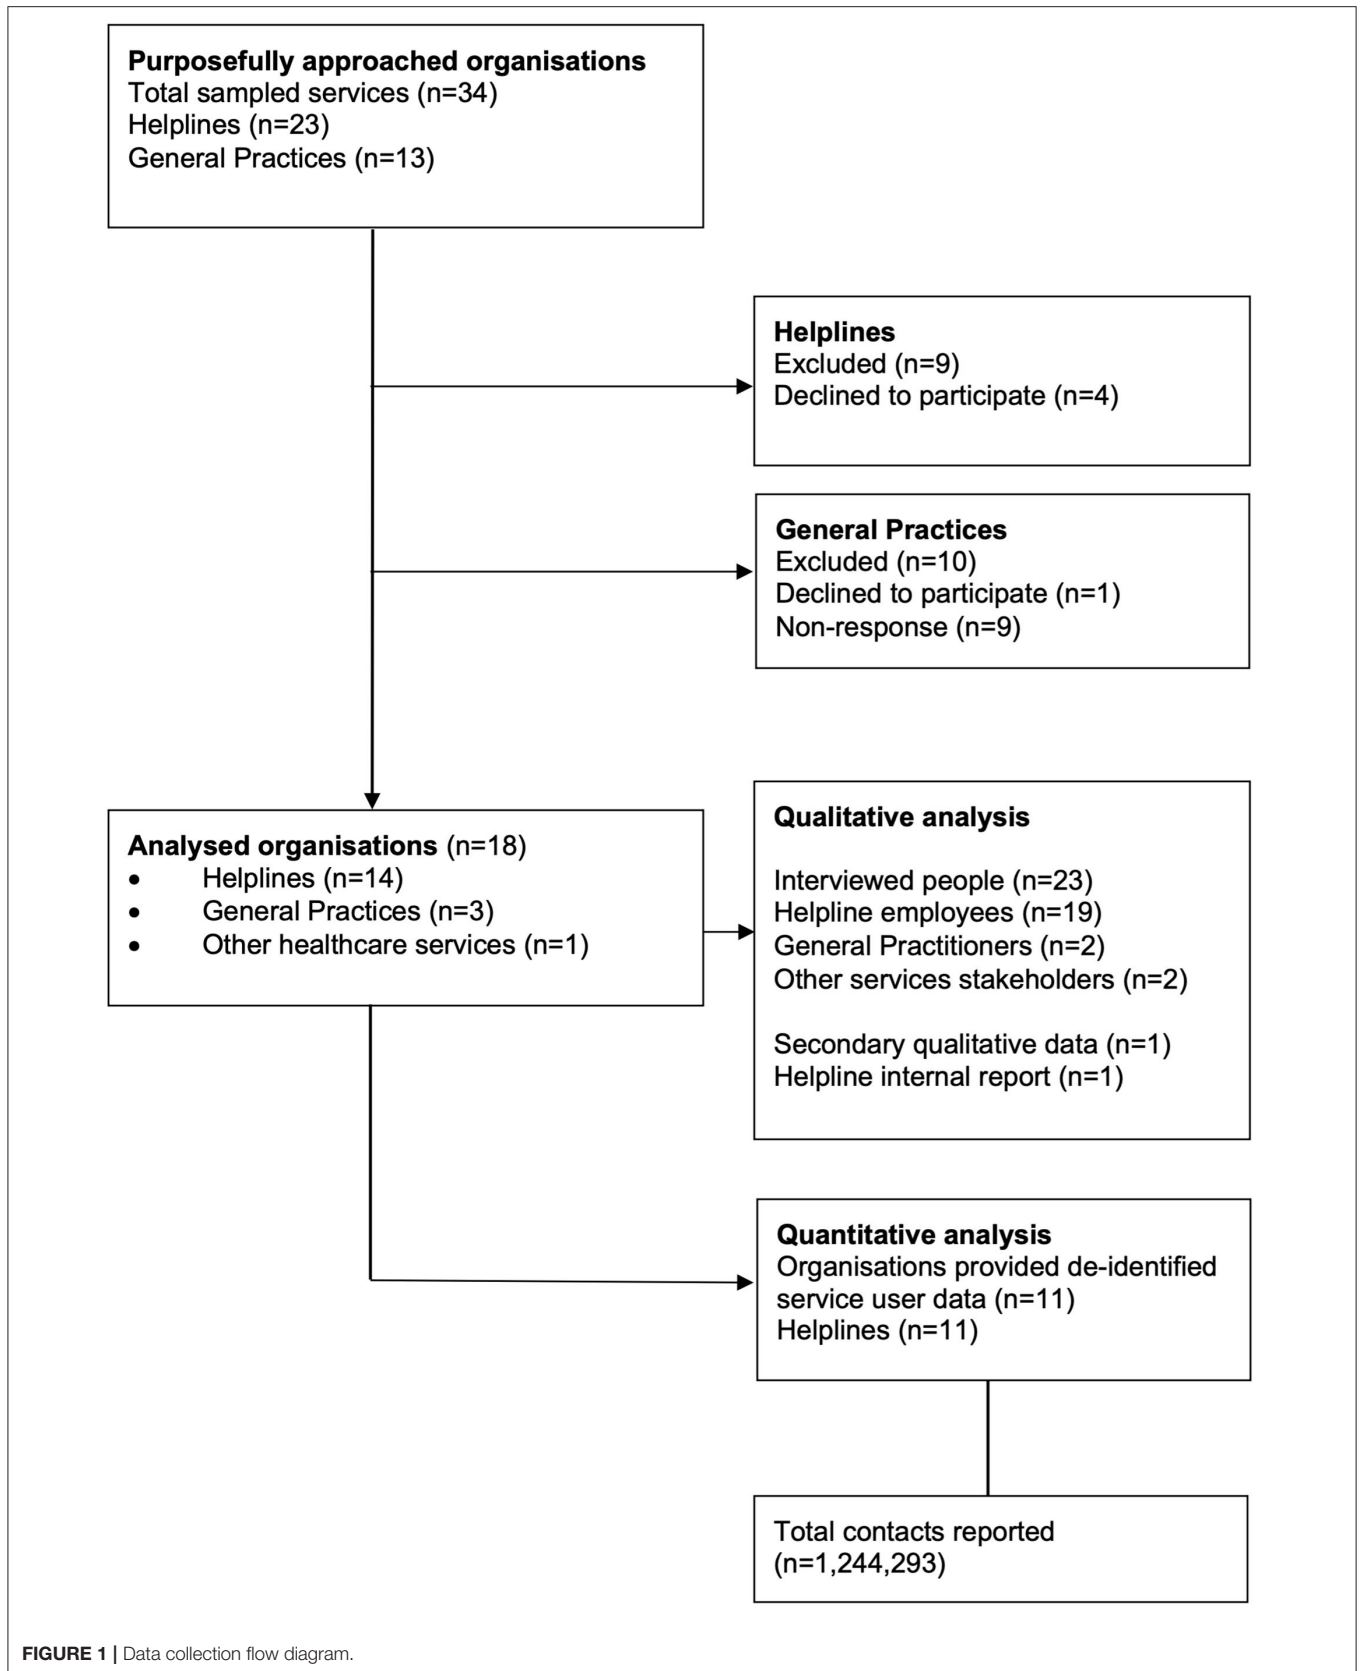 Purposefully approached organisations
Total sampled services (n=34)
Helplines (n=23)
General Practices (n=13)
Helplines
Excluded (n=9)
Declined to participate (n=4)
General Practices
Excluded (n=10)
Declined to participate (n=1)
Non-response (n=9)
Analysed organisations (n=18)
• Helplines (n=14)
• General Practices (n=3)
• Other healthcare services (n=1)
Qualitative analysis
Interviewed people (n=23)
Helpline employees (n=19)
General Practitioners (n=2)
Other services stakeholders (n=2)
Secondary qualitative data (n=1)
Helpline internal report (n=1)
Quantitative analysis
Organisations provided de-identified
service user data (n=11)
Helplines (n=11)
Total contacts reported
(n=1,244,293)
FIGURE 1 | Data collection flow diagram.